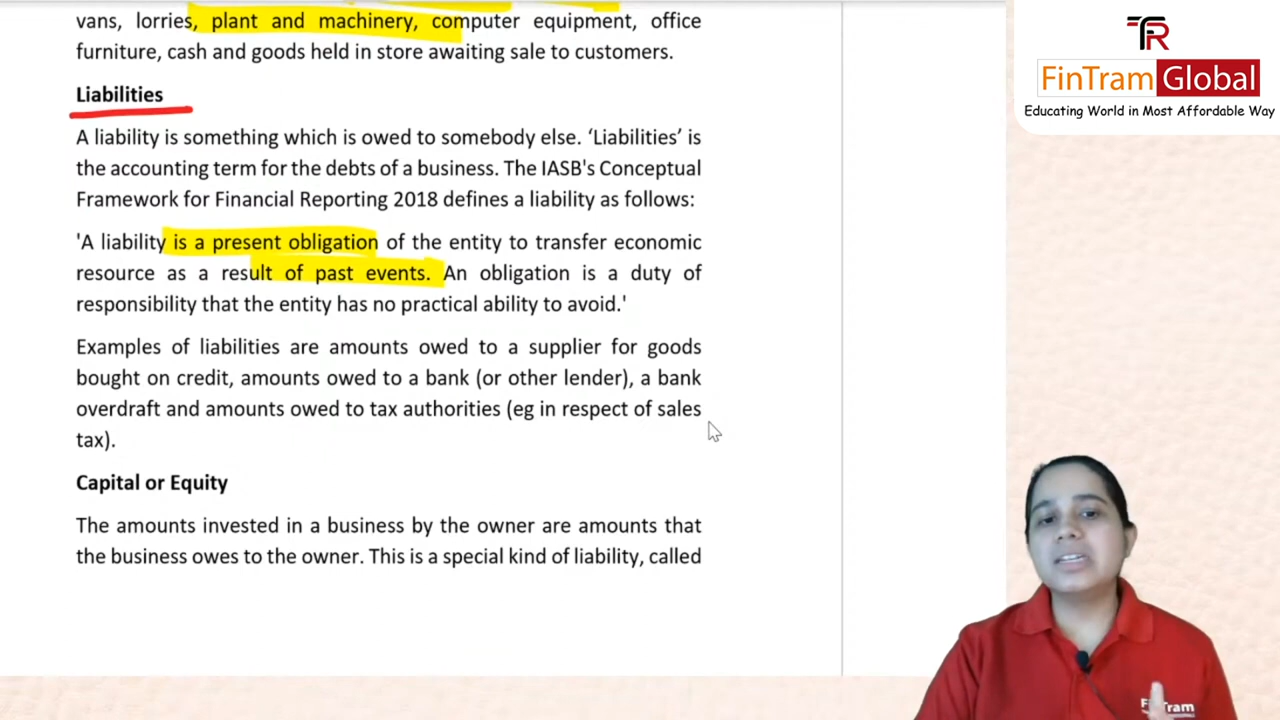 vans, lorries, plant and machinery, computer equipment, office
furniture, cash and goods held in store awaiting sale to customers.
Liabilities
A liability is something which is owed to somebody else. ‘Liabilities’ is
the accounting term for the debts of a business. The IASB's Conceptual
Framework for Financial Reporting 2018 defines a liability as follows:
'A liability is a present obligation of the entity to transfer economic
resource as a result of past events. An obligation is a duty of
responsibility that the entity has no practical ability to avoid.'
Examples of liabilities are amounts owed to a supplier for goods
bought on credit, amounts owed to a bank (or other lender), a bank
overdraft and amounts owed to tax authorities (eg in respect of sales
tax).
Capital or Equity
The amounts invested in a business by the owner are amounts that
the business owes to the owner. This is a special kind of liability, called
FinTram Global
Educating World in Most Affordable Way